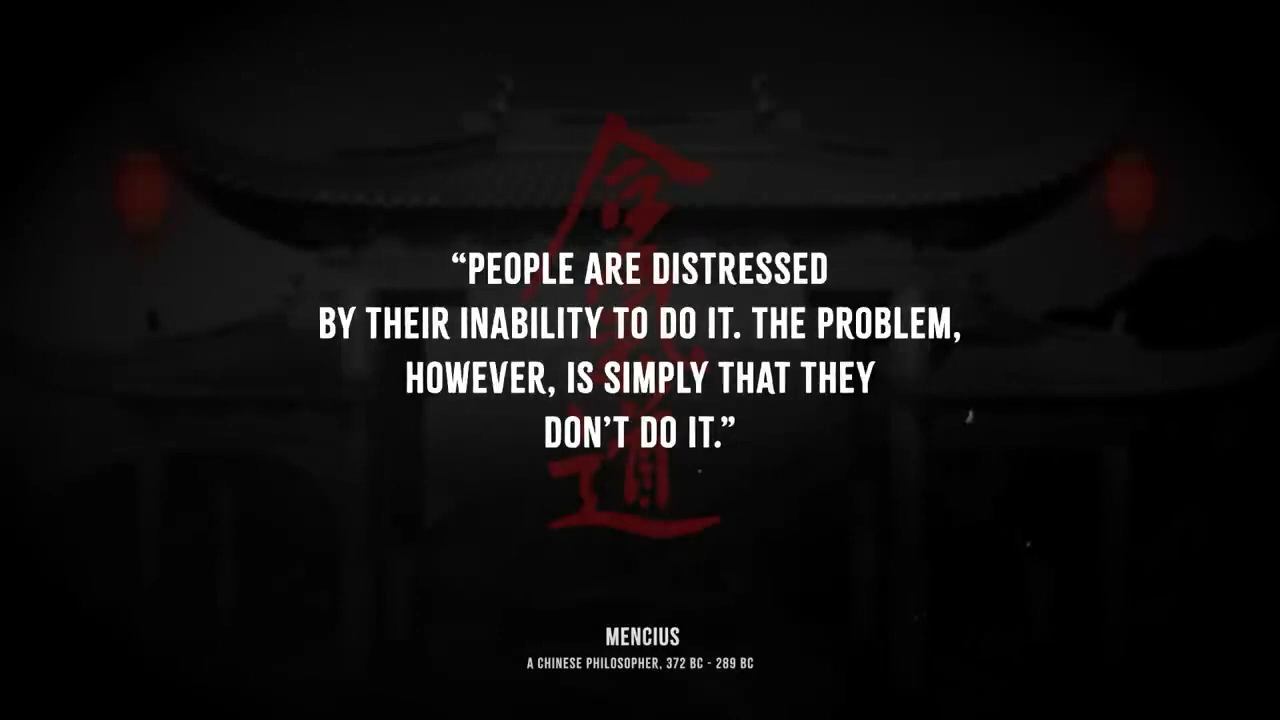 “PEOPLE ARE DISTRESSED
BY THEIR INABILITY TO DO IT. THE PROBLEM,
HOWEVER, IS SIMPLY THAT THEY
DON’T DO IT.”
道
MENCIUS
A CHINESE PHILOSOPHER, 372 BC - 289 BC